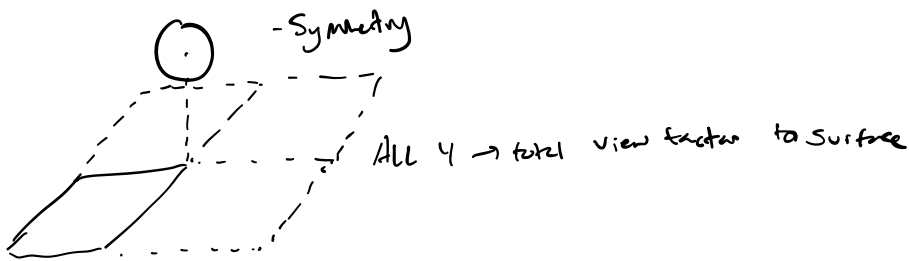 - Symmetry
ALL 4 → total view factor to surface